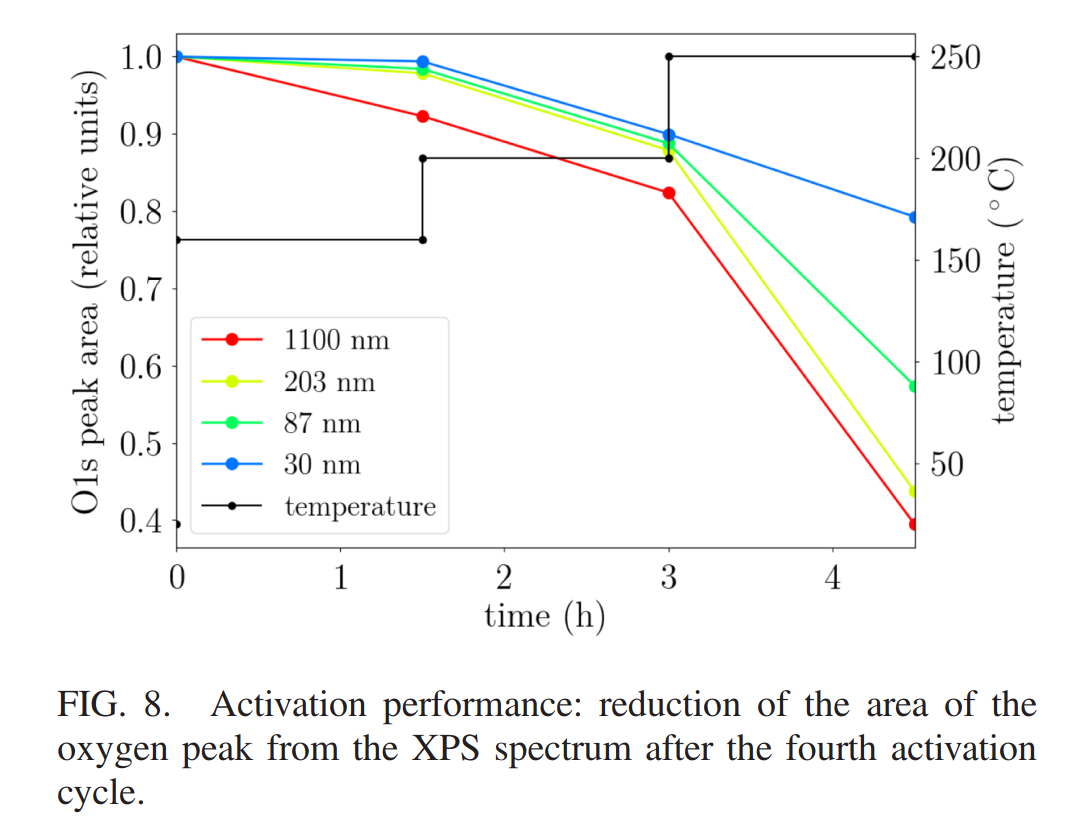 1.0
0.9
0.8
0.7
0.6
0.5
0.4
O1s peak area (relative units)
250
200
150
100
50
temperature (°C)
1100 nm
203 nm
87 nm
30 nm
temperature
0 1 2 3 4
time (h)
FIG. 8. Activation performance: reduction of the area of the
oxygen peak from the XPS spectrum after the fourth activation
cycle.